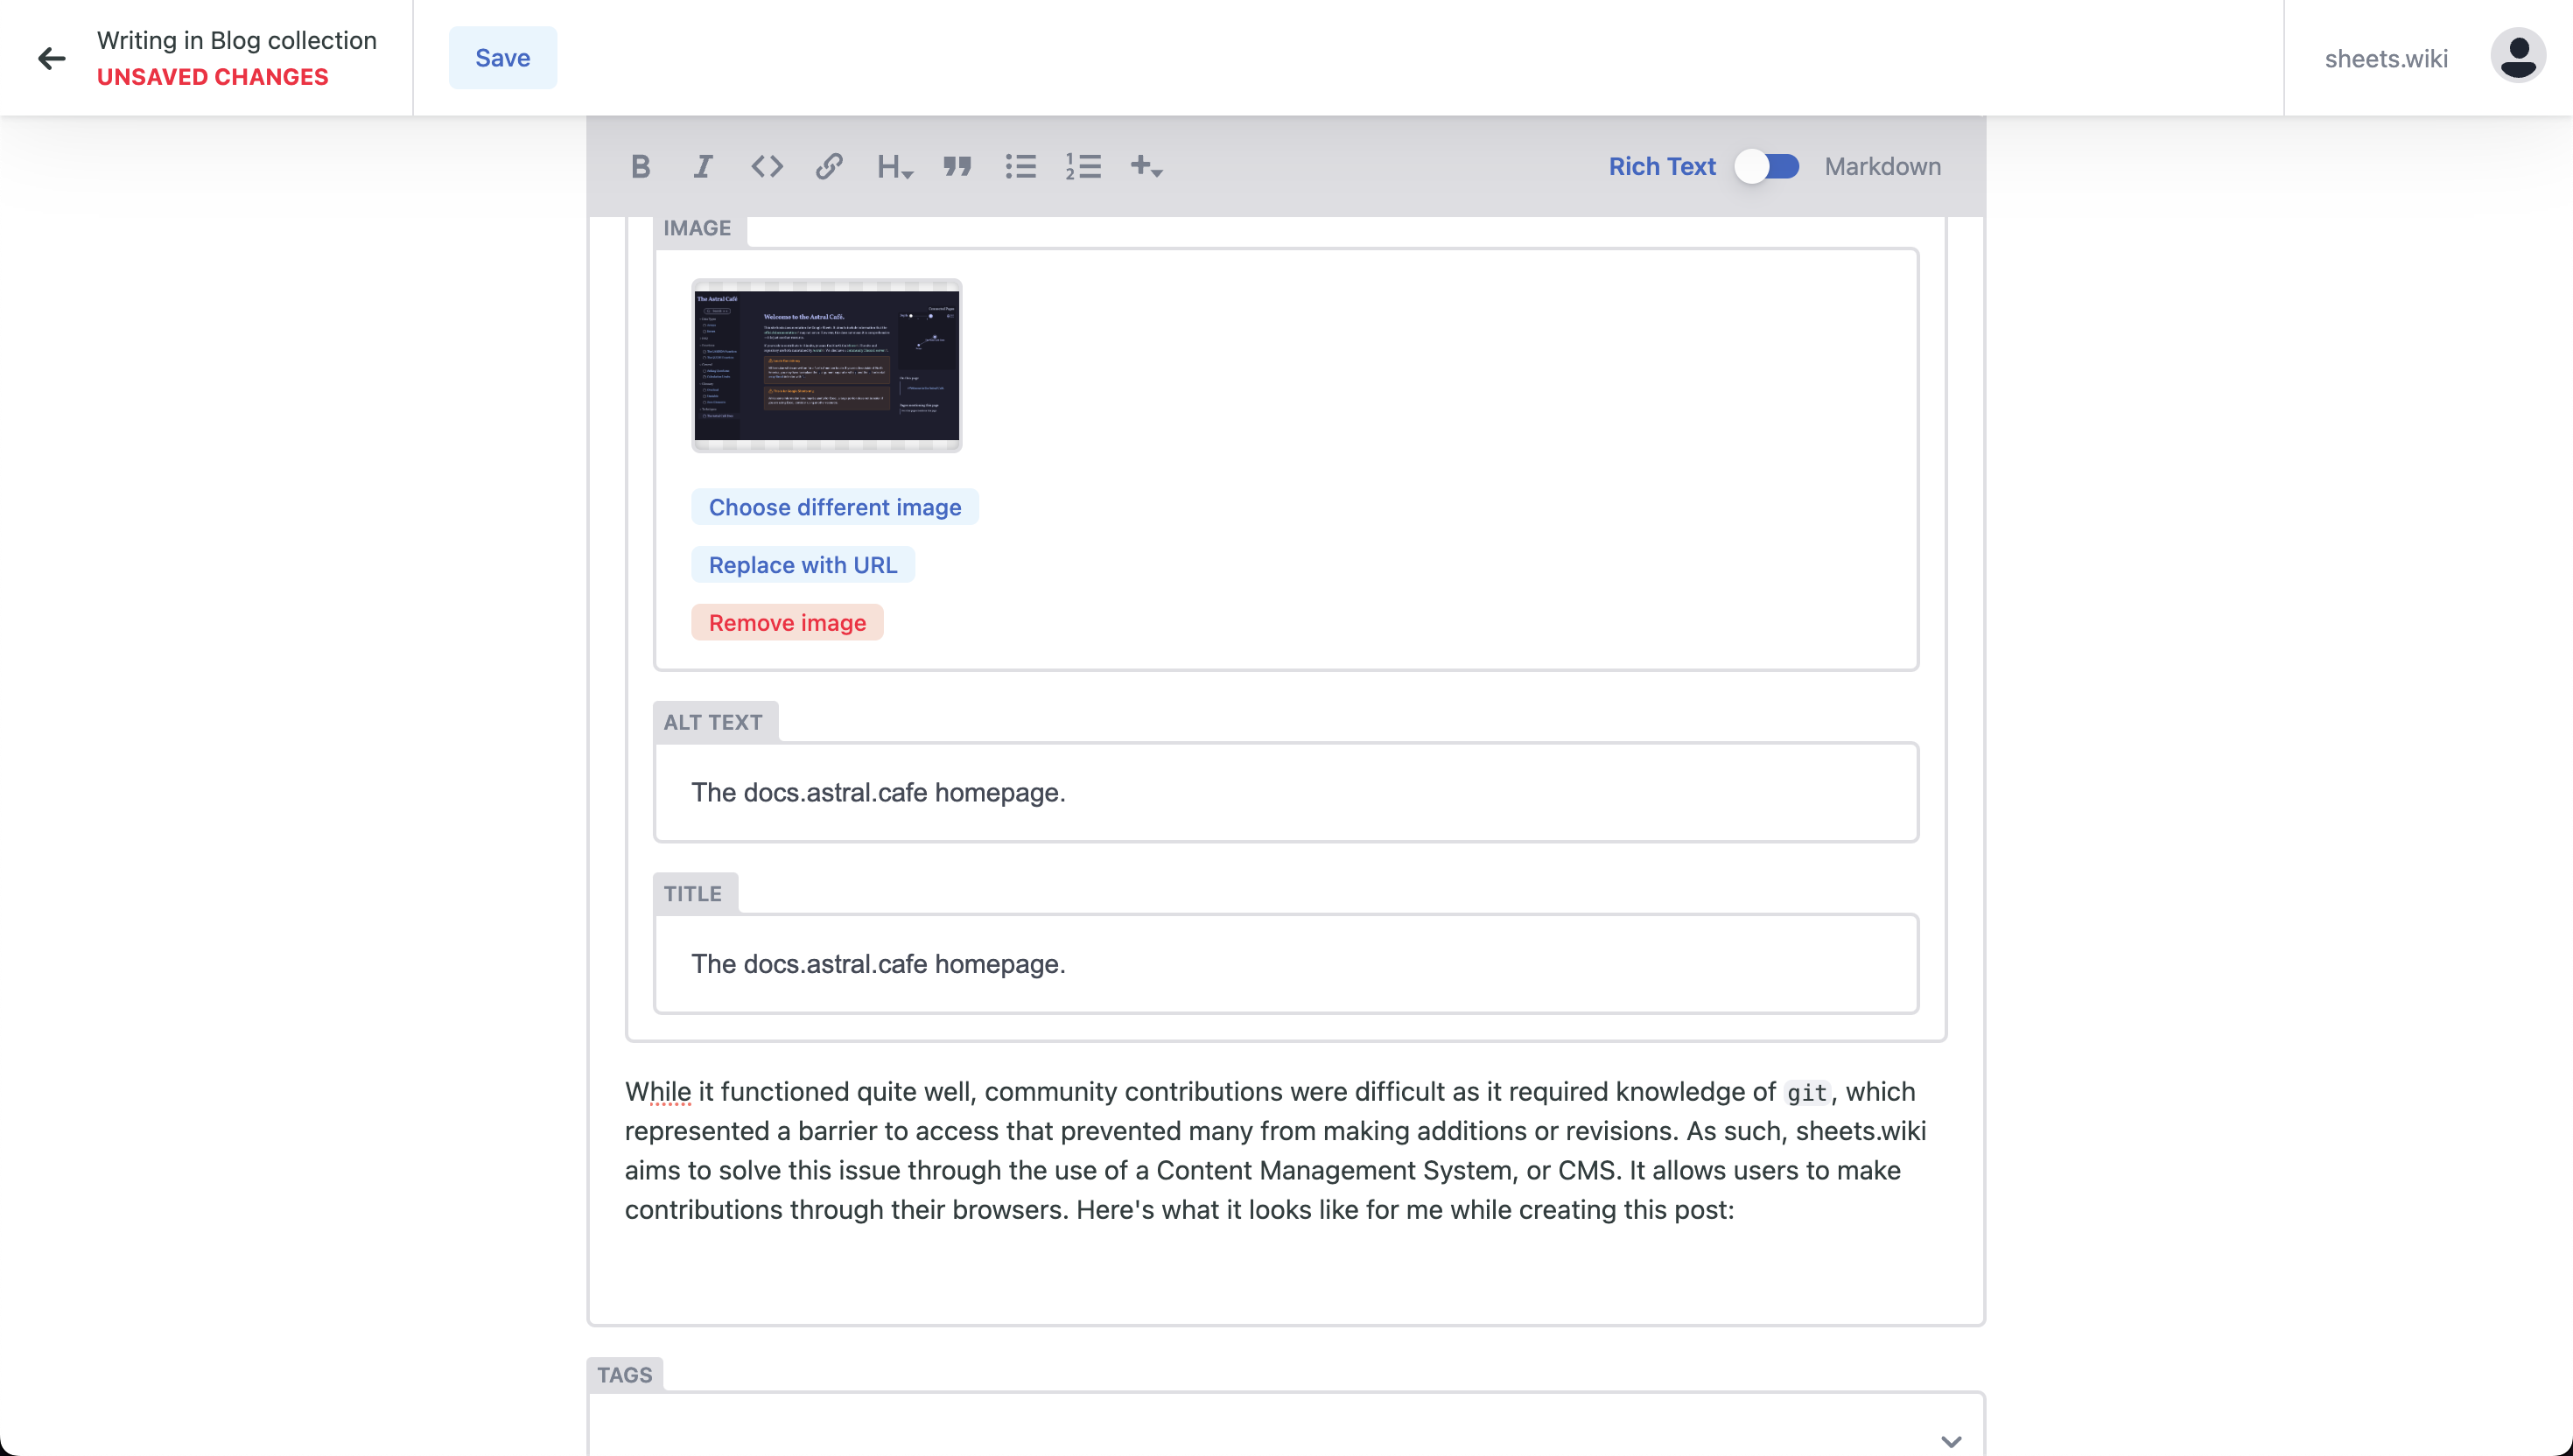 Writing in Blog collection
UNSAVED CHANGES
Save
sheets.wiki
B I H
Rich Text
Markdown
IMAGE
The Astral Café
Welcome to the Astral Café.
Choose different image
Replace with URL
Remove image
ALT TEXT
The docs.astral.cafe homepage.
TITLE
The docs.astral.cafe homepage.
While it functioned quite well, community contributions were difficult as it required knowledge of git, which
represented a barrier to access that prevented many from making additions or revisions. As such, sheets.wiki
aims to solve this issue through the use of a Content Management System, or CMS. It allows users to make
contributions through their browsers. Here's what it looks like for me while creating this post:
TAGS